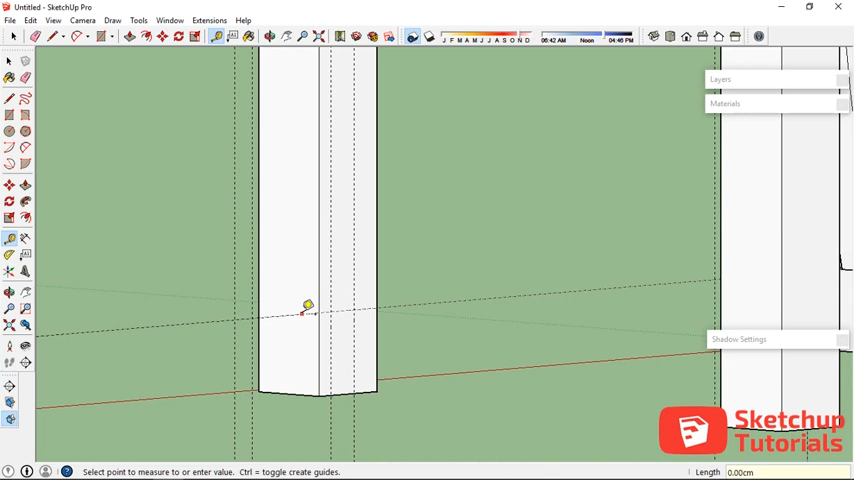 Untitled - SketchUp Pro
File Edit View Camera Draw Tools Window Extensions Help
J F M A M J J A S O N D 06:42 AM Noon 04:46 PM
Layers
Materials
Shadow Settings
Sketchup
Tutorials
Select point to measure to or enter value. Ctrl = toggle create guides. Length 0.00cm